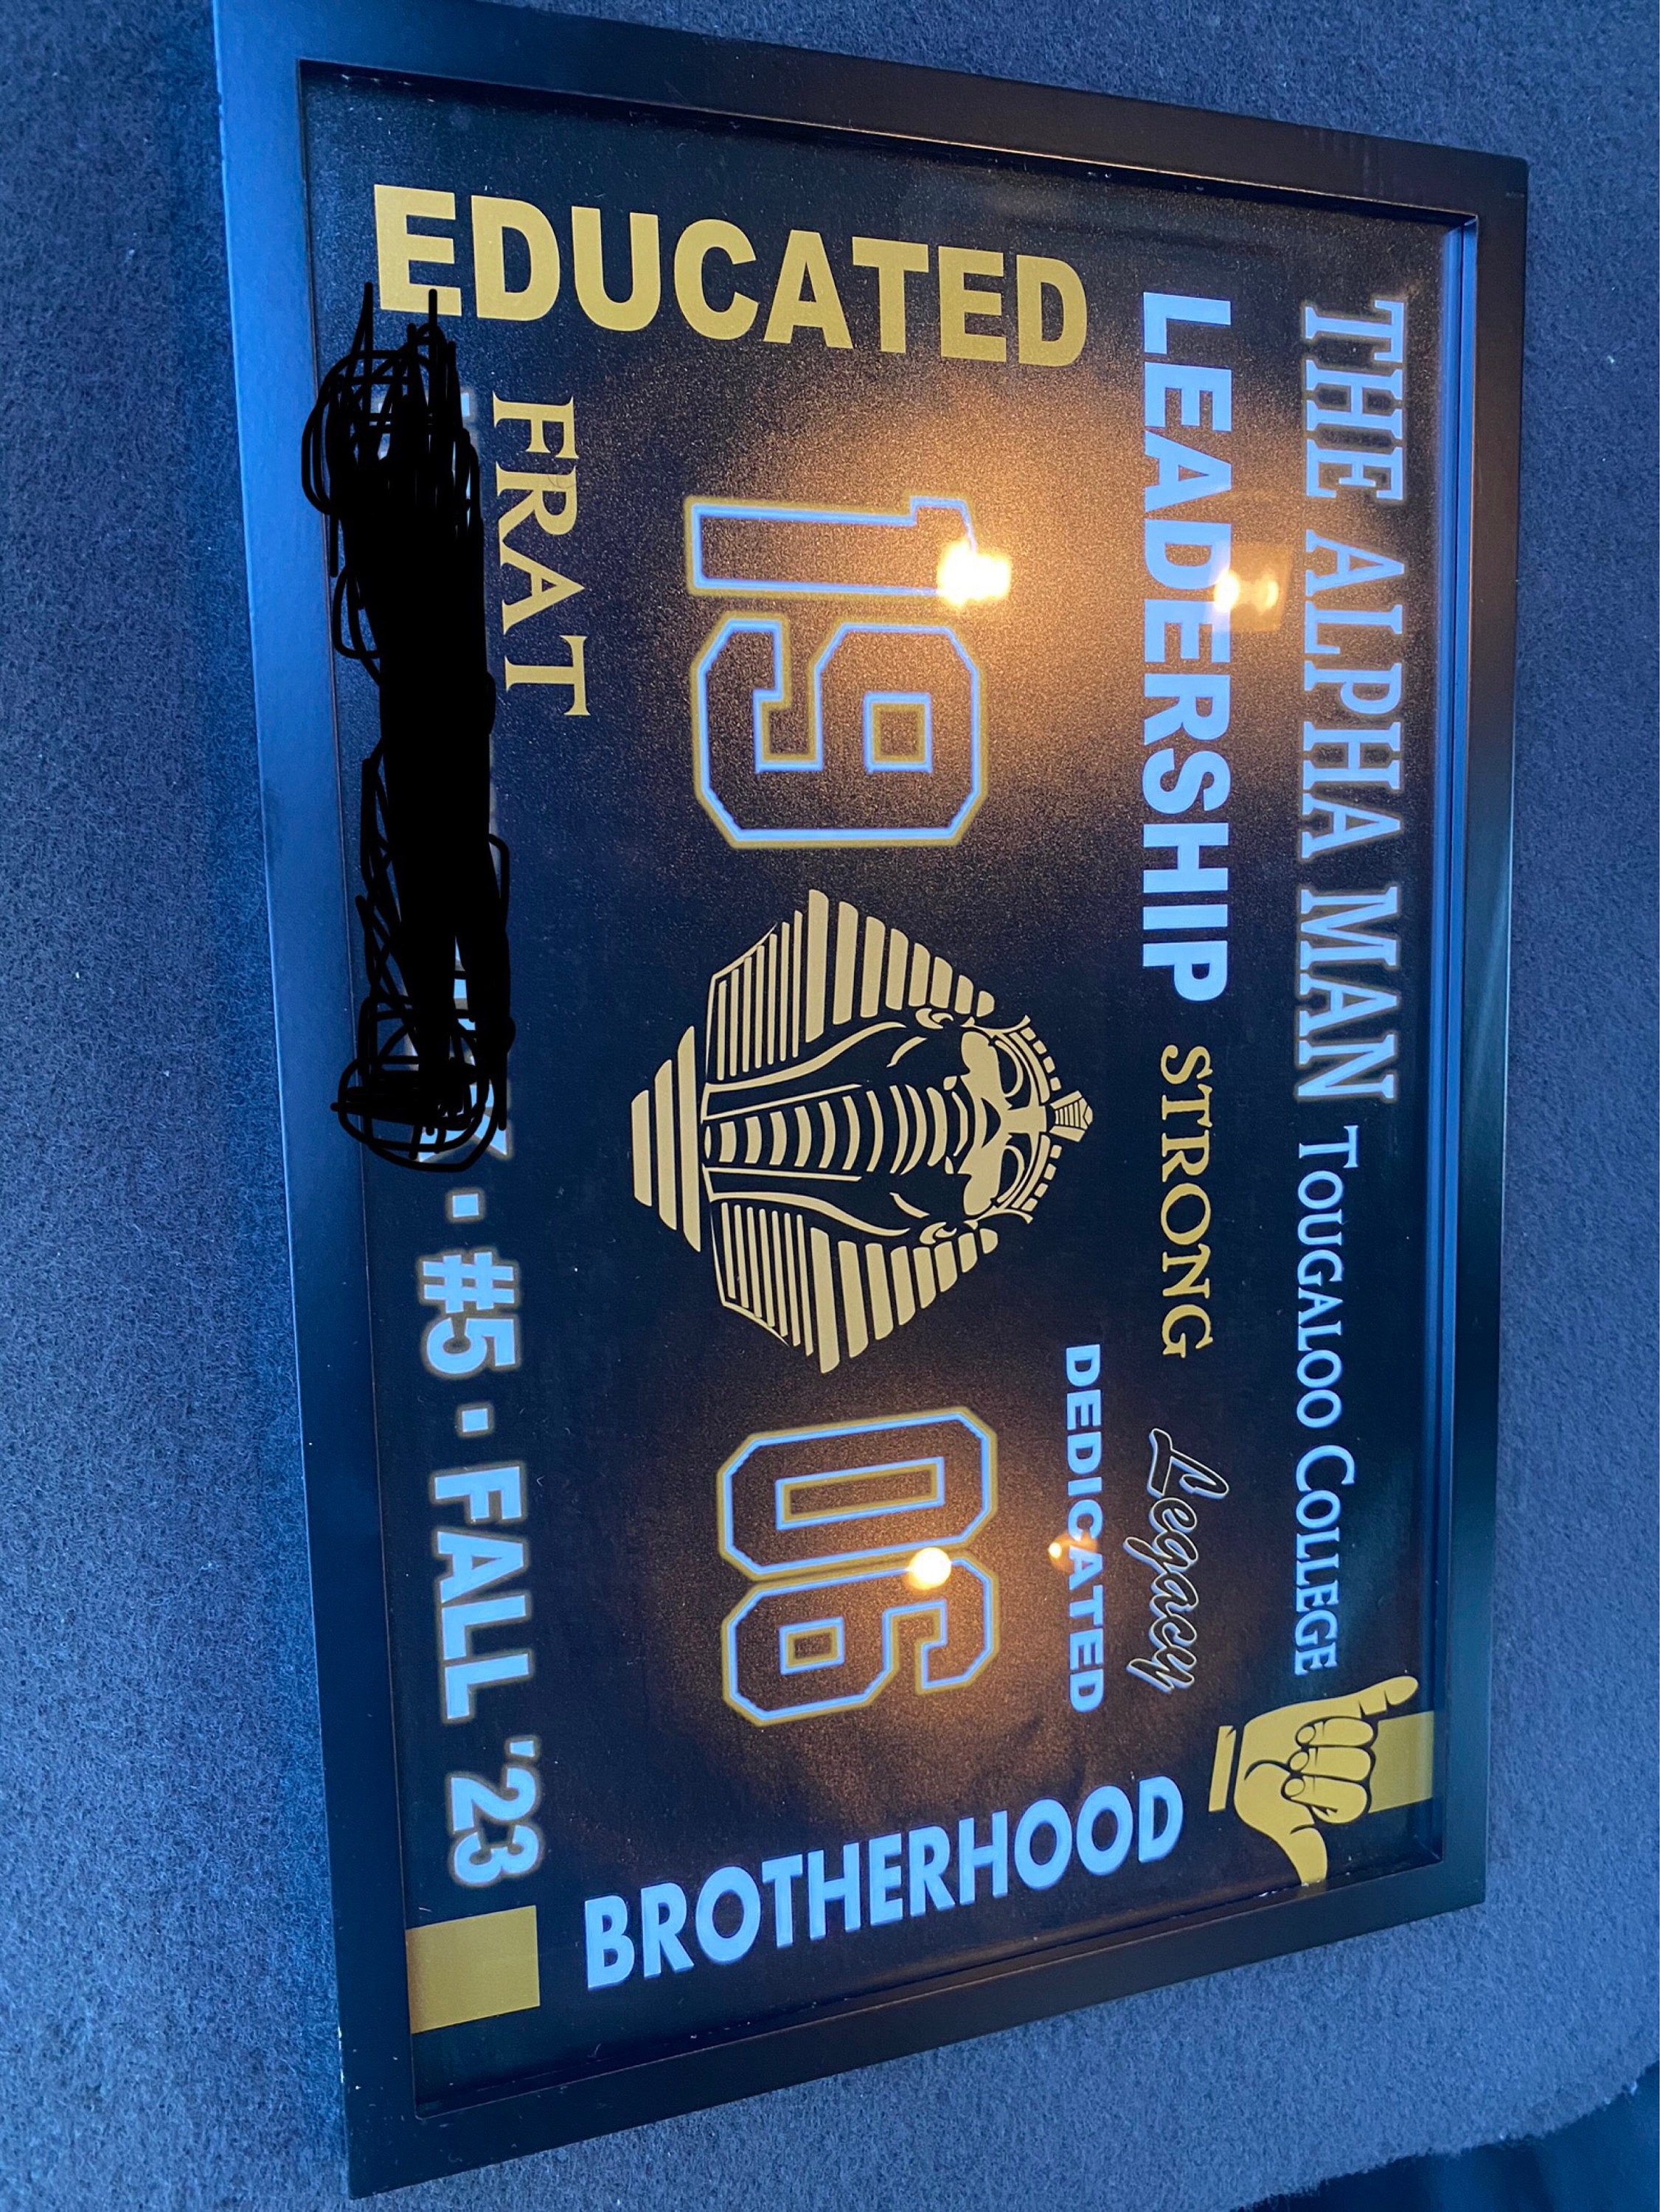 THE ALPHA MAN TOUGALOO COLLEGE
LEADERSHIP STRONG Legacy
DEDICATED
EDUCATED
19 06
BROTHERHOOD
FRAT
· #5 · FALL '23